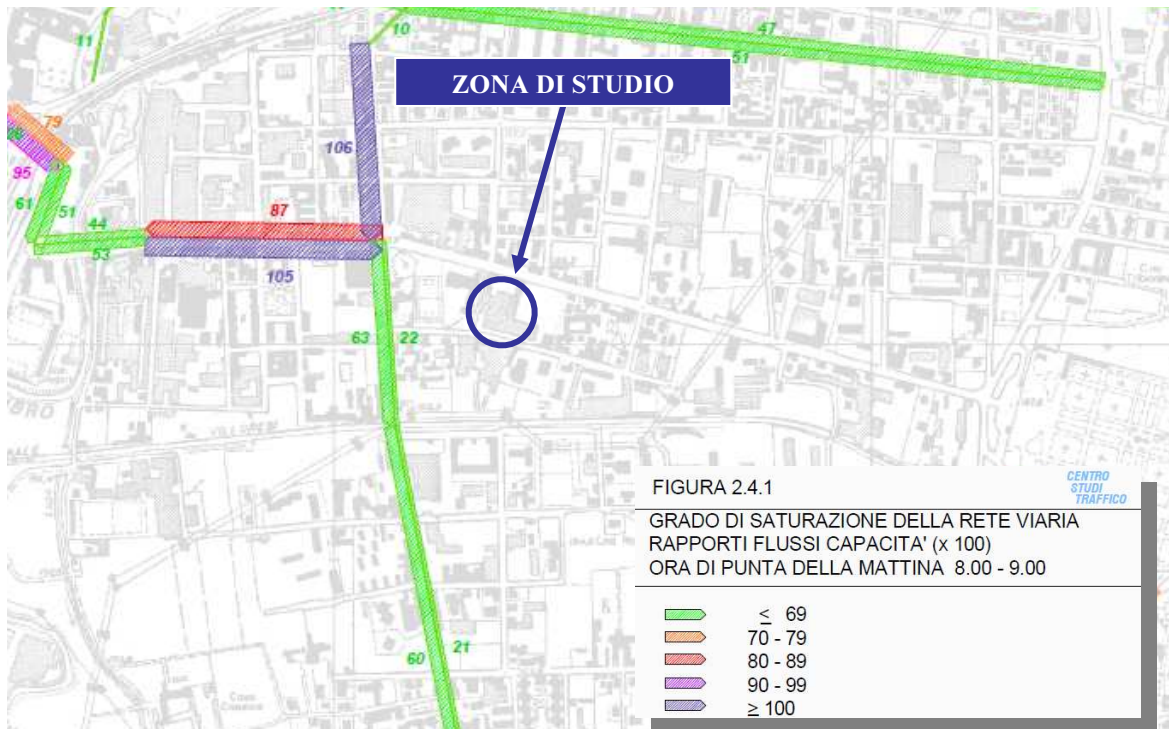 11
10
47
51
ZONA DI STUDIO
79
95
106
61
51
44
53
87
105
63
22
VILLORESI
60
21
FIGURA 2.4.1
CENTRO
STUDI
TRAFFICO
GRADO DI SATURAZIONE DELLA RETE VIARIA
RAPPORTI FLUSSI CAPACITA' (x 100)
ORA DI PUNTA DELLA MATTINA 8.00 - 9.00
≤ 69
70 - 79
80 - 89
90 - 99
≥ 100